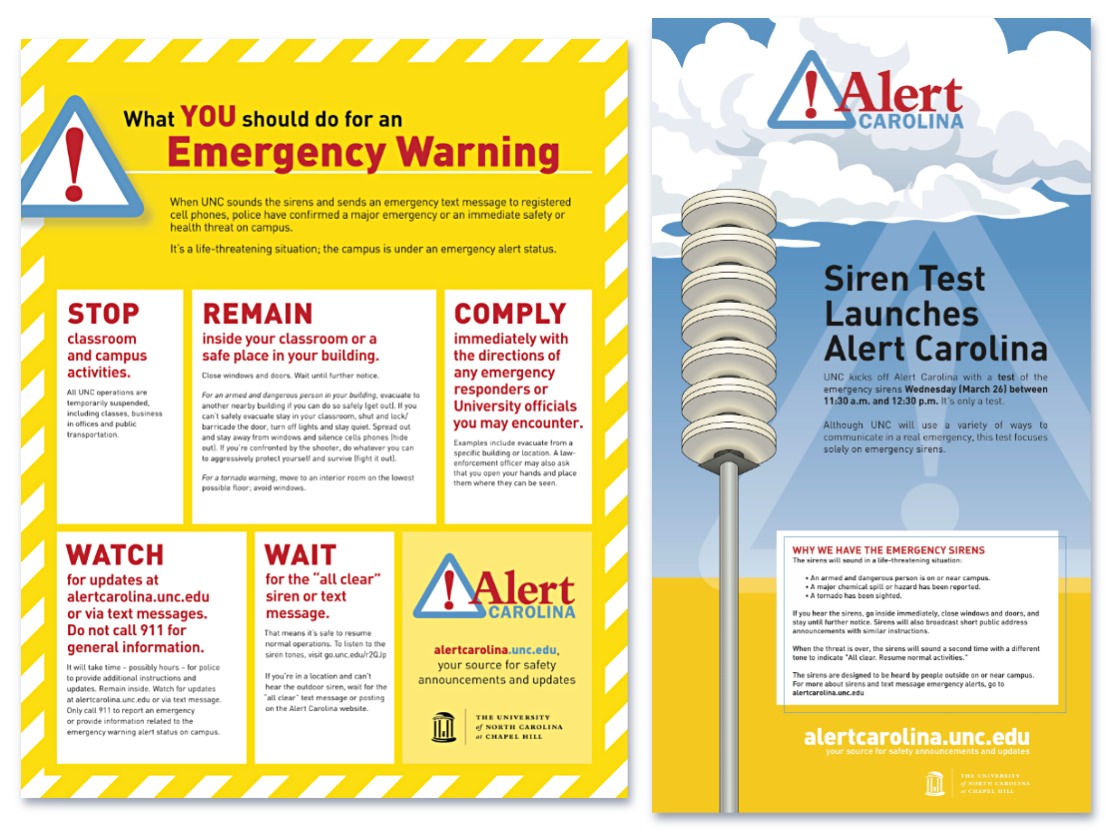 What YOU should do for an
Emergency Warning
When UNC sounds the sirens and sends an emergency text message to registered
cell phones, police have confirmed a major emergency or an immediate safety or
health threat on campus.
It's a life-threatening situation; the campus is under an emergency alert status.
STOP
classroom
and campus
activities.
All UNC operations are
temporarily suspended,
including classes, business
in offices and public
transportation.
REMAIN
inside your classroom or a
safe place in your building.
Close windows and doors. Wait until further notice.
For an armed and dangerous person in your building, evacuate to
another nearby building if you can do so safely (get out). If you
can't safely evacuate stay in your classroom, shut and lock/
barricade the door, turn off lights and stay quiet. Spread out
and stay away from windows and silence cell phones (hide
out). If you're confronted by the shooter, do whatever you can
to aggressively protect yourself and survive (fight it out).
For a tornado warning, move to an interior room on the lowest
possible floor; avoid windows.
COMPLY
immediately with
the directions of
any emergency
responders or
University officials
you may encounter.
Examples include evacuate from a
specific building or location. A law-
enforcement officer may also ask
that you open your hands and place
them where they can be seen.
WATCH
for updates at
alertcarolina.unc.edu
or via text messages.
Do not call 911 for
general information.
It will take time – possibly hours – for police
to provide additional instructions and
updates. Remain inside. Watch for updates
at alertcarolina.unc.edu or via text message.
Only call 911 to report an emergency
or provide information related to the
emergency warning alert status on campus.
WAIT
for the "all clear"
siren or text
message.
That means it's safe to resume
normal operations. To listen to the
siren tones, visit go.unc.edu/r2QJp
If you're in a location and can't
hear the outdoor siren, wait for the
"all clear" text message or posting
on the Alert Carolina website.
! Alert
CAROLINA
alertcarolina.unc.edu,
your source for safety
announcements and updates
THE UNIVERSITY
of NORTH CAROLINA
at CHAPEL HILL
! Alert
CAROLINA
Siren Test
Launches
Alert Carolina
UNC kicks off Alert Carolina with a test of the
emergency sirens Wednesday (March 26) between
11:30 a.m. and 12:30 p.m. It's only a test.
Although UNC will use a variety of ways to
communicate in a real emergency, this test focuses
solely on emergency sirens.
WHY WE HAVE THE EMERGENCY SIRENS
The sirens will sound in a life-threatening situation:
• An armed and dangerous person is on or near campus.
• A major chemical spill or hazard has been reported.
• A tornado has been sighted.
If you hear the sirens, go inside immediately, close windows and doors, and
stay until further notice. Sirens will also broadcast short public address
announcements with similar instructions.
When the threat is over, the sirens will sound a second time with a different
tone to indicate "All clear. Resume normal activities."
The sirens are designed to be heard by people outside on or near campus.
For more about sirens and text message emergency alerts, go to
alertcarolina.unc.edu
alertcarolina.unc.edu
your source for safety announcements and updates
THE UNIVERSITY
of NORTH CAROLINA
at CHAPEL HILL